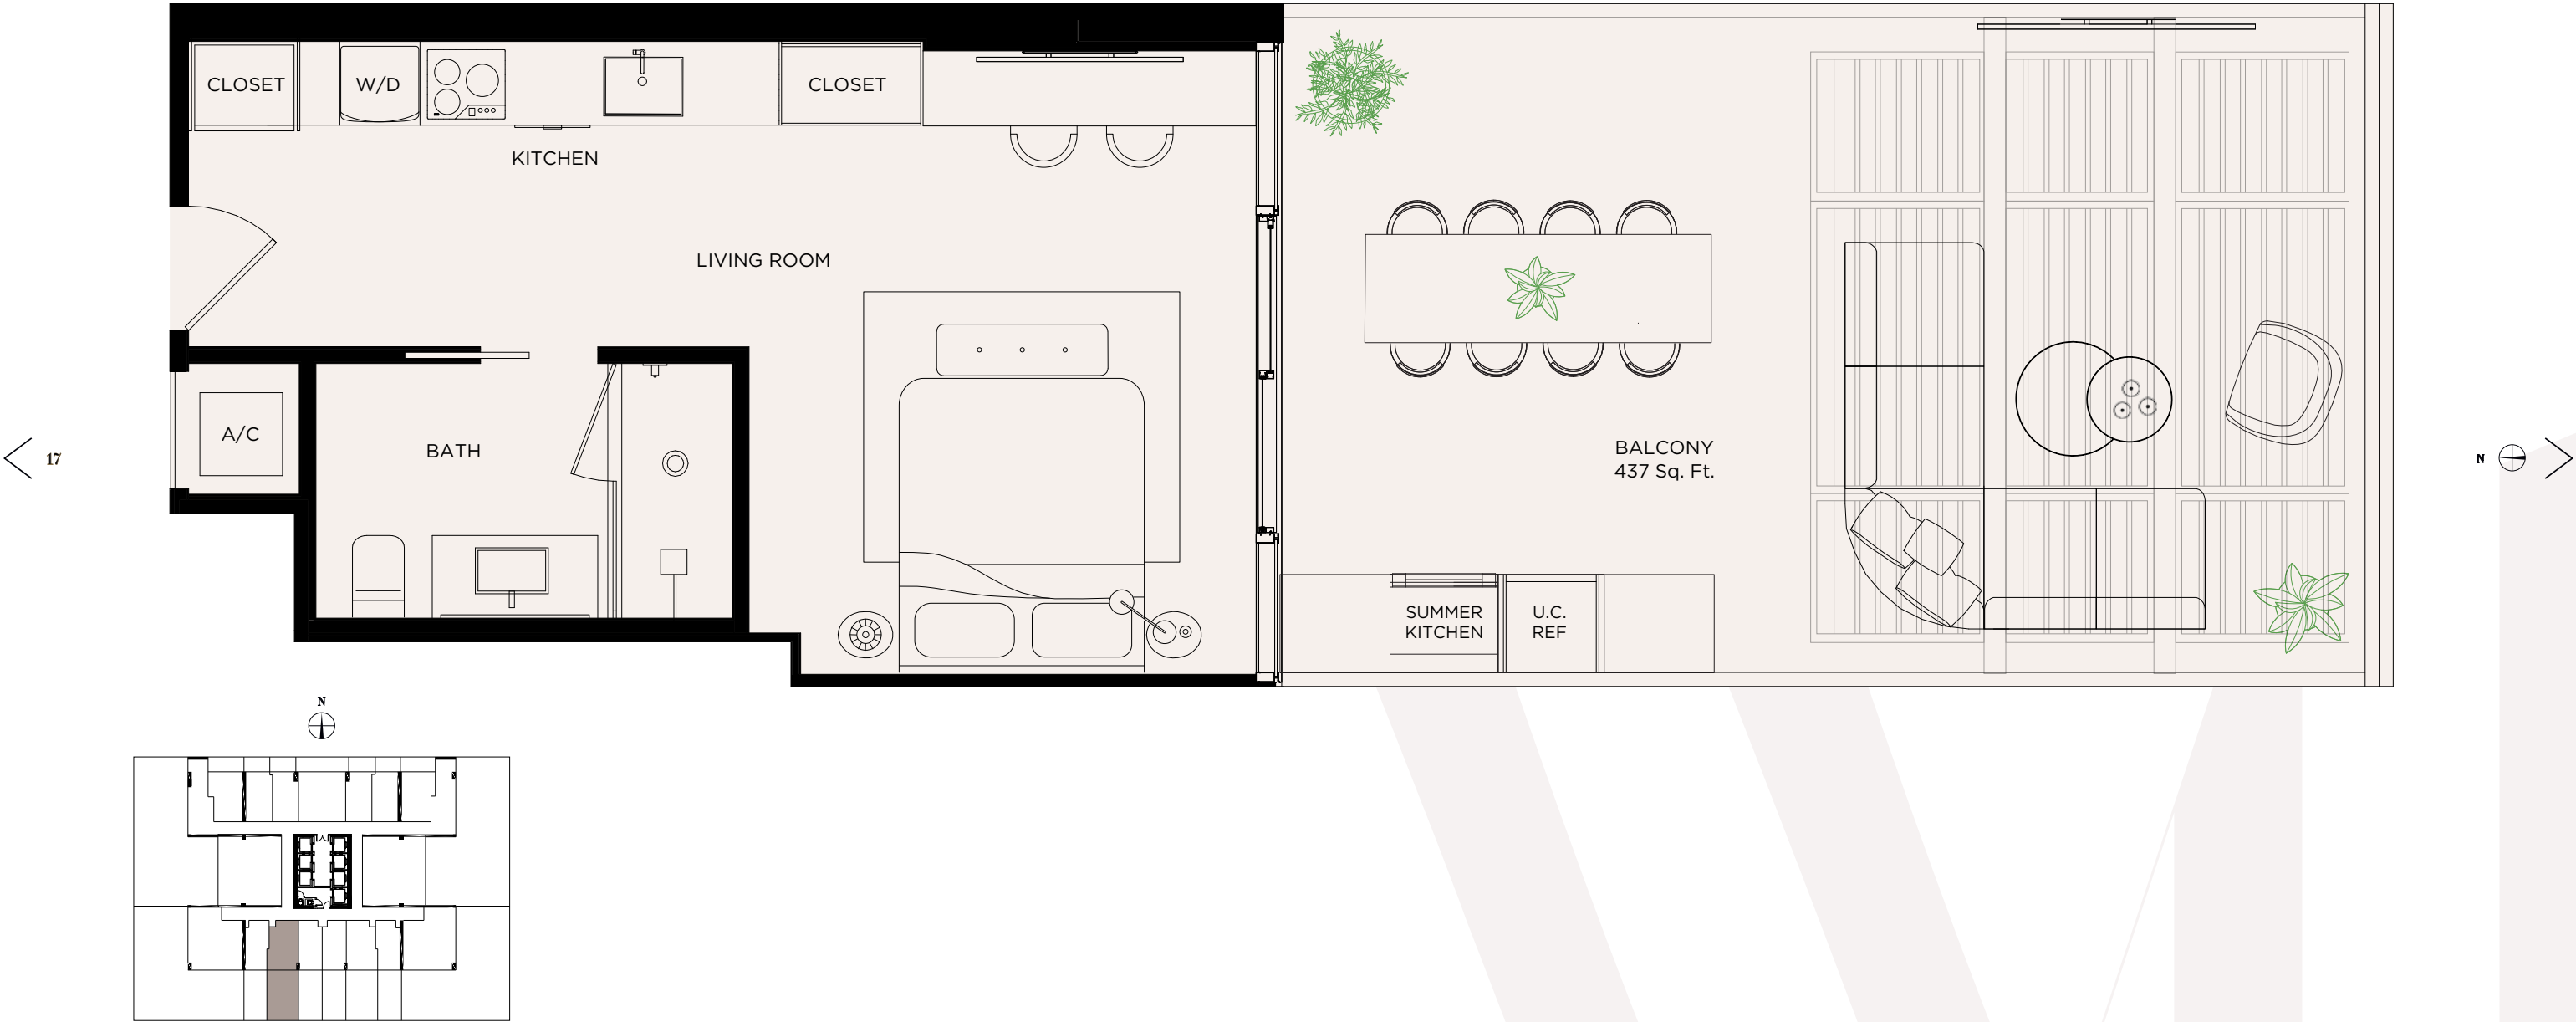 CLOSET
W/D
CLOSET
KITCHEN
LIVING ROOM
A/C
BATH
BALCONY
437 Sq. Ft.
17
N
SUMMER
KITCHEN
U.C.
REF
N